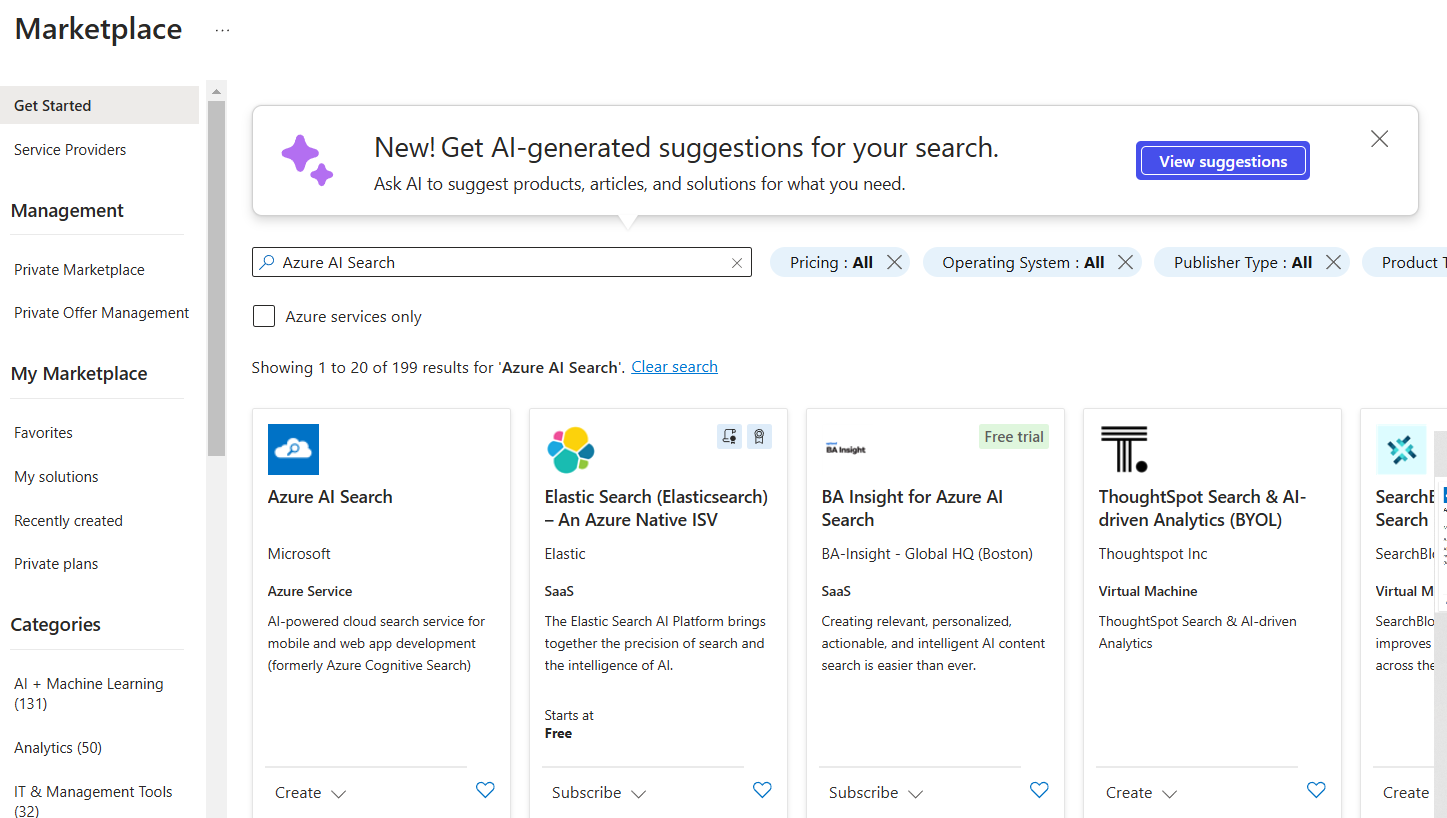 Marketplace ...
Get Started
Service Providers
Management
Private Marketplace
Private Offer Management
My Marketplace
Favorites
My solutions
Recently created
Private plans
Categories
AI + Machine Learning
(131)
Analytics (50)
IT & Management Tools
(32)
New! Get AI-generated suggestions for your search.
Ask AI to suggest products, articles, and solutions for what you need.
View suggestions
Azure AI Search
Pricing : All
Operating System : All
Publisher Type : All
Product T
Azure services only
Showing 1 to 20 of 199 results for 'Azure AI Search'. Clear search
Azure AI Search
Microsoft
Azure Service
AI-powered cloud search service for
mobile and web app development
(formerly Azure Cognitive Search)
Create
Elastic Search (Elasticsearch)
– An Azure Native ISV
Elastic
SaaS
The Elastic Search AI Platform brings
together the precision of search and
the intelligence of AI.
Starts at
Free
Subscribe
BA Insight
Free trial
BA Insight for Azure AI
Search
BA-Insight - Global HQ (Boston)
SaaS
Creating relevant, personalized,
actionable, and intelligent AI content
search is easier than ever.
Subscribe
T.
ThoughtSpot Search & AI-
driven Analytics (BYOL)
Thoughtspot Inc
Virtual Machine
ThoughtSpot Search & AI-driven
Analytics
Create
SearchB
Search
SearchBl
Virtual M
SearchBlo
improves
across the
Create